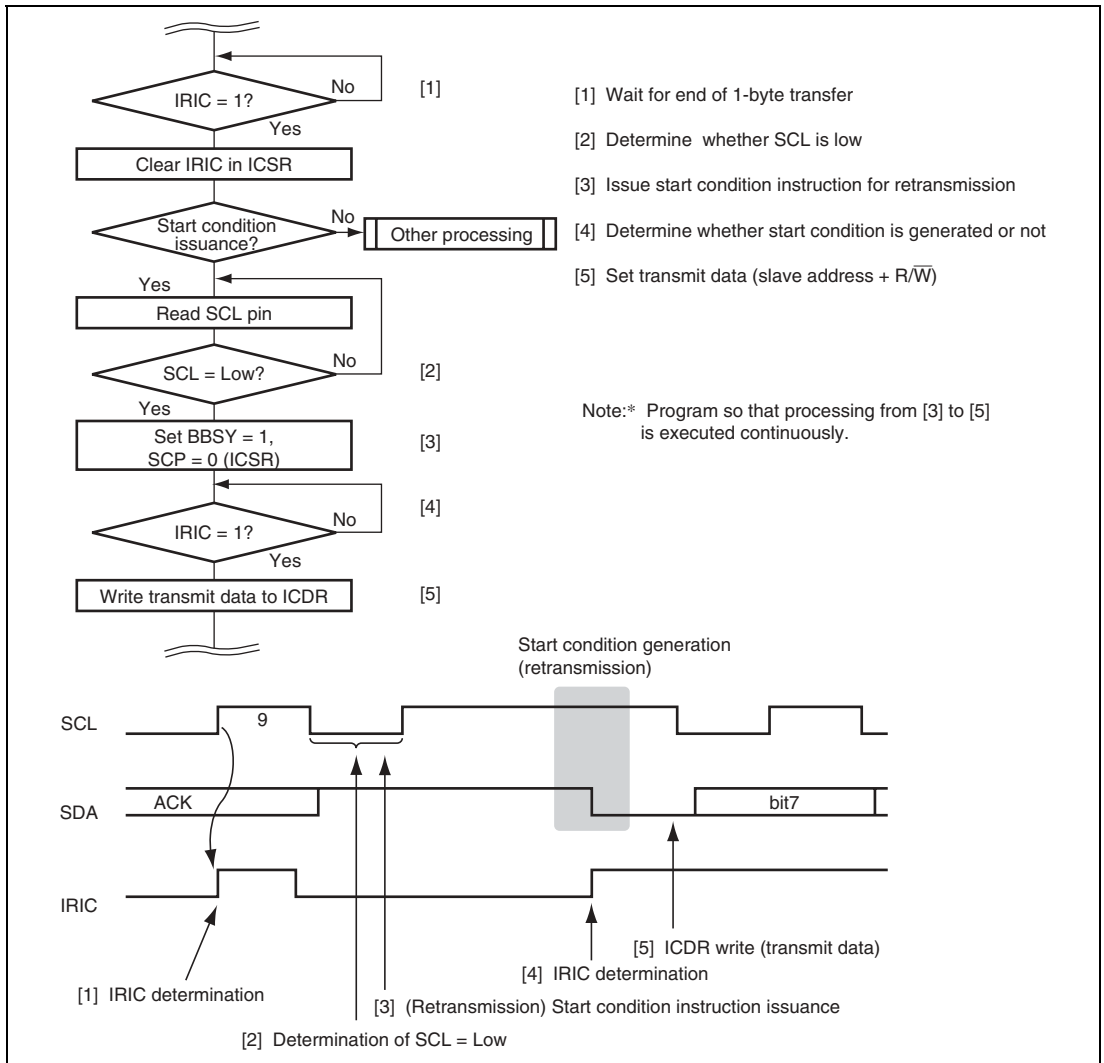 IRIC = 1?
No
Yes
[1]
Clear IRIC in ICSR
Start condition
issuance?
No
Other processing
Yes
Read SCL pin
SCL = Low?
No
[2]
Yes
Set BBSY = 1,
SCP = 0 (ICSR)
[3]
[4]
IRIC = 1?
No
Yes
Write transmit data to ICDR
[5]
[1] Wait for end of 1-byte transfer
[2] Determine whether SCL is low
[3] Issue start condition instruction for retransmission
[4] Determine whether start condition is generated or not
[5] Set transmit data (slave address + R/W̅)
Note:* Program so that processing from [3] to [5]
is executed continuously.
Start condition generation
(retransmission)
SCL
9
SDA
ACK
bit7
IRIC
[5] ICDR write (transmit data)
[4] IRIC determination
[1] IRIC determination
[3] (Retransmission) Start condition instruction issuance
[2] Determination of SCL = Low